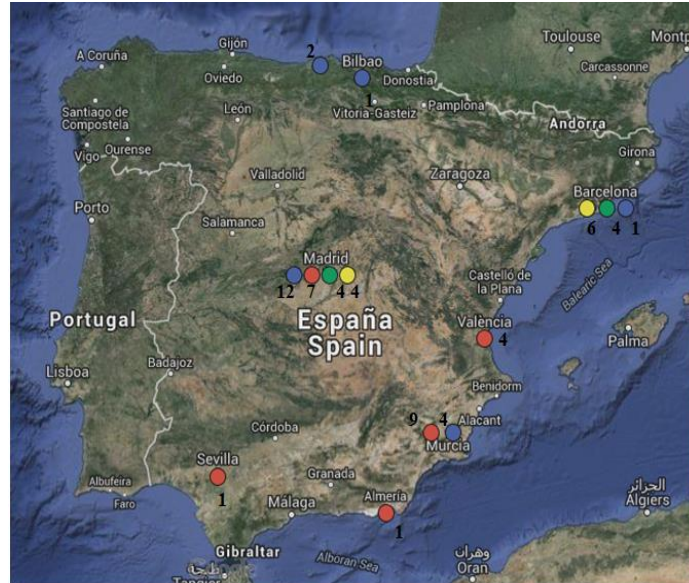 Gijón
Toulouse
Montp
A Coruña
2
Bilbao
Oviedo
Donostia
Carcassonne
Santiago de
Compostela
1
Vitoria-Gasteiz
Pamplona
León
Andorra
Vigo
Ourense
Girona
Valladolid
Zaragoza
Barcelona
Porto
Salamanca
6 4 1
Madrid
12 7 4 4
Castelló de
la Plana
Balearic Sea
España
Spain
Portugal
València
4
Palma
Lisboa
Badajoz
Benidorm
9 4
Alacant
Córdoba
Murcia
Sevilla
1
Granada
Albufeira
Faro
Málaga
Almería
1
الجزائر
Algiers
Gibraltar
Alboran Sea
وهران
Oran
طنجة